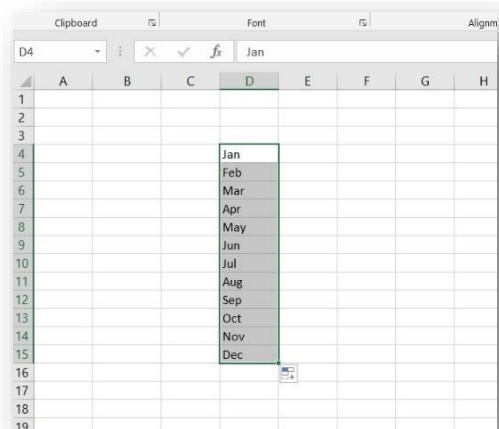 Clipboard Font Alignm
D4 fx Jan
A B C D E F G H
1
2
3
4 Jan
5 Feb
6 Mar
7 Apr
8 May
9 Jun
10 Jul
11 Aug
12 Sep
13 Oct
14 Nov
15 Dec
16
17
18
19